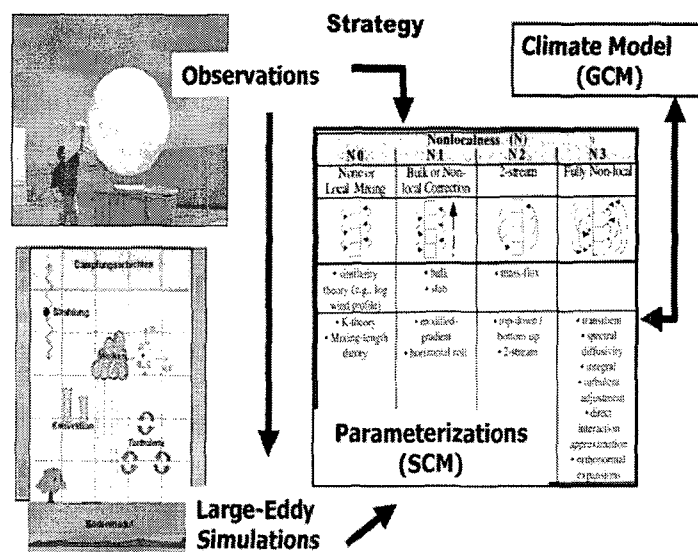 Strategy
Observations
Climate Model
(GCM)
Nonlocalness (N)
N0
N1
N2
N3
None or
Local Mixing
Bulk or Non-
local Correction
2-stream
Fully Non-local
• similarity
theory (e.g., log
wind profile)
• bulk
• slab
• mass-flux
• K-theory
• Mixing-length
theory
• modified-
gradient
• horizontal roll
• top-down /
bottom up
• 2-stream
• transilient
• spectral
diffusivity
• integral
• turbulent
adjustment
• direct
interaction
approximation
• orthonormal
expansions
Parameterizations
(SCM)
Dämpfungsschichten
Strahlung
Wolken
Konvektion
Turbulenz
Bodenmodell
Large-Eddy
Simulations